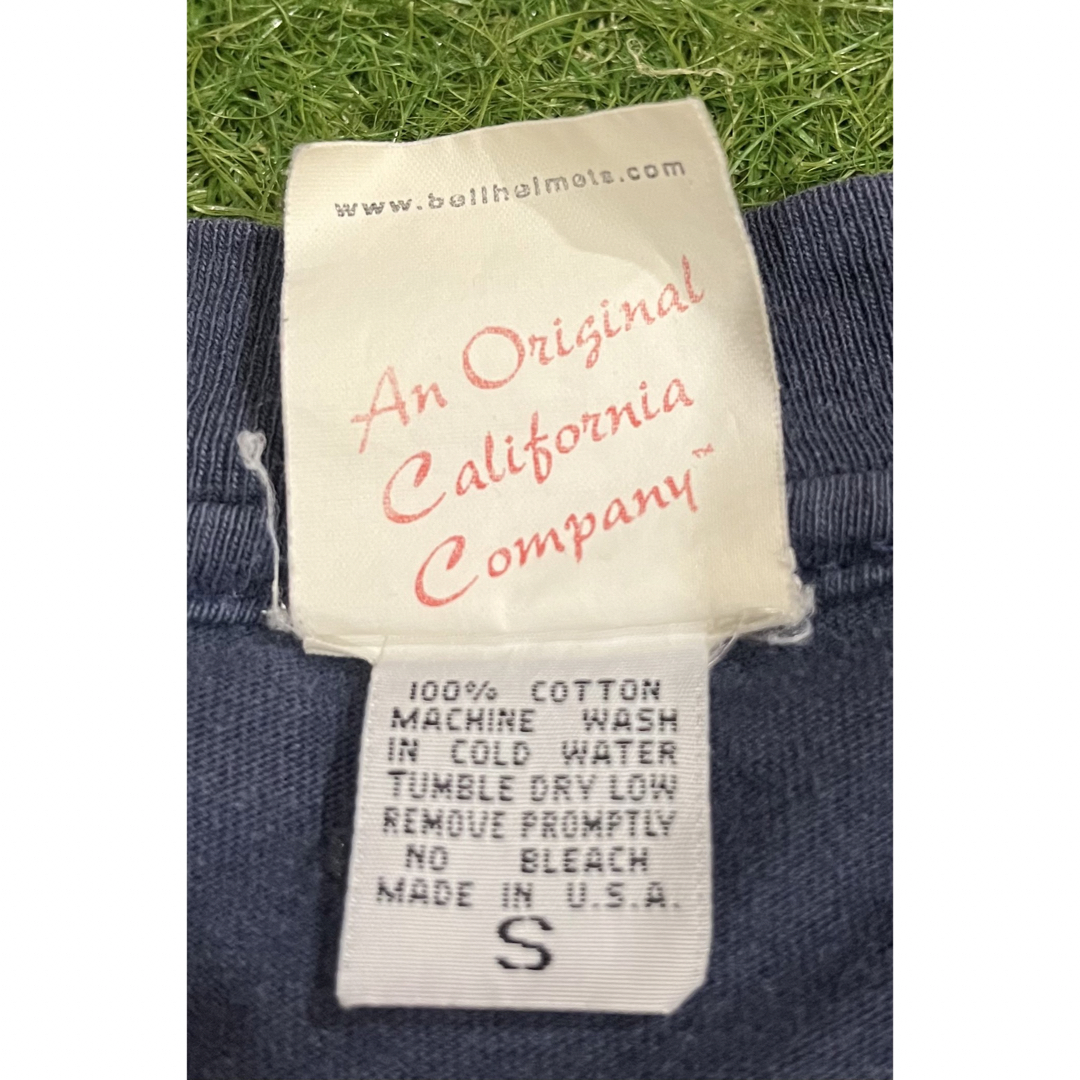 www.bellhelmets.com
An Original
California
Company™
100% COTTON
MACHINE WASH
IN COLD WATER
TUMBLE DRY LOW
REMOVE PROMPTLY
NO BLEACH
MADE IN U.S.A.
S